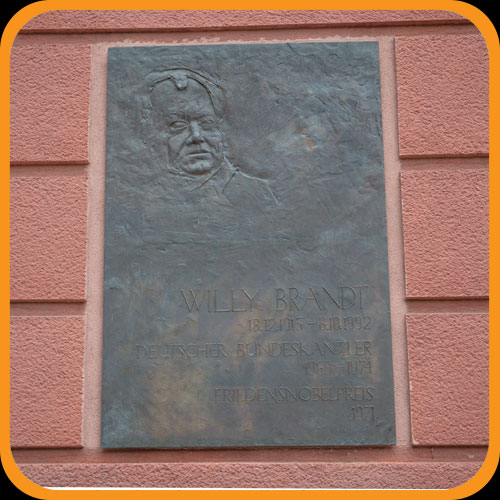 WILLY BRANDT
18.12.1913 – 8.10.1992
DEUTSCHER BUNDESKANZLER
1969 – 1974
FRIEDENSNOBELPREIS
1971